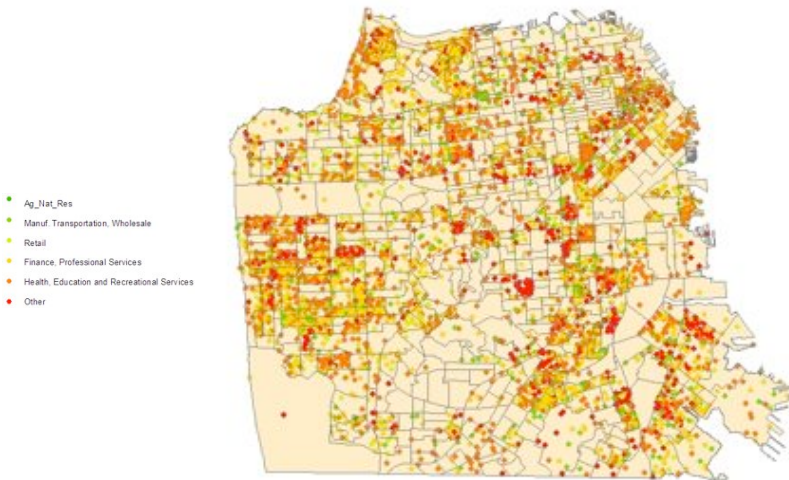 Ag_Nat_Res
Manuf. Transportation, Wholesale
Retail
Finance, Professional Services
Health, Education and Recreational Services
Other